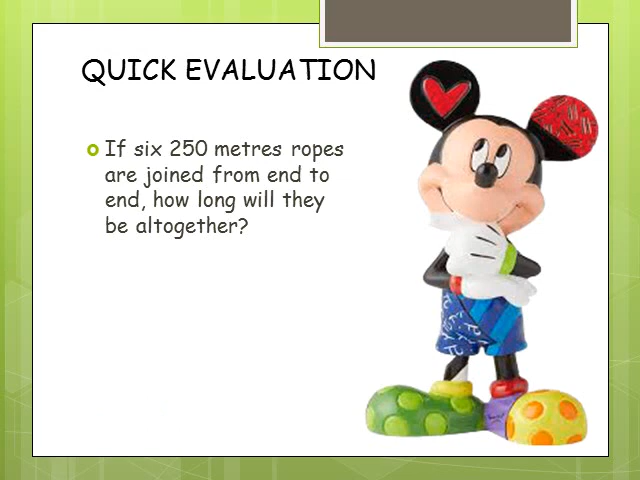 QUICK EVALUATION
If six 250 metres ropes
are joined from end to
end, how long will they
be altogether?